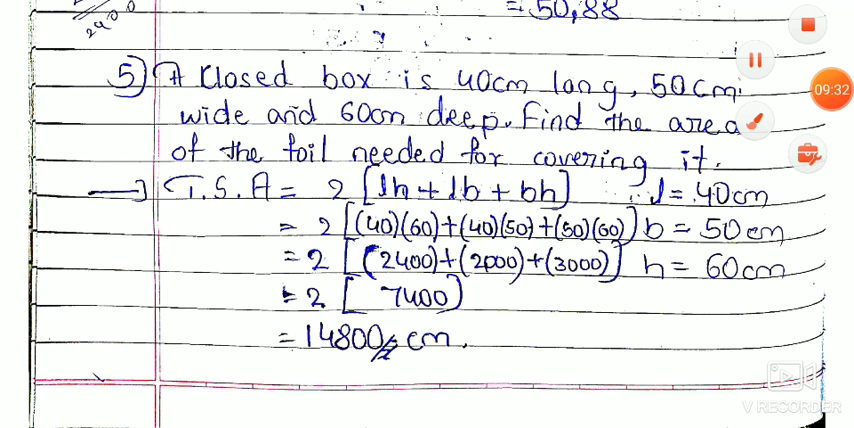 = 50,88
2400
5) A Closed box is 40cm long, 50cm
wide and 60cm deep. Find the area
of the foil needed for covering it.
→ T.S.A = 2 [lh + lb + bh] l = 40cm
= 2 [(40)(60)+(40)(50)+(50)(60)] b = 50cm
= 2 [(2400)+(2000)+(3000)] h = 60cm
= 2 [ 7400)
= 14800 cm.
09:32
V RECORDER